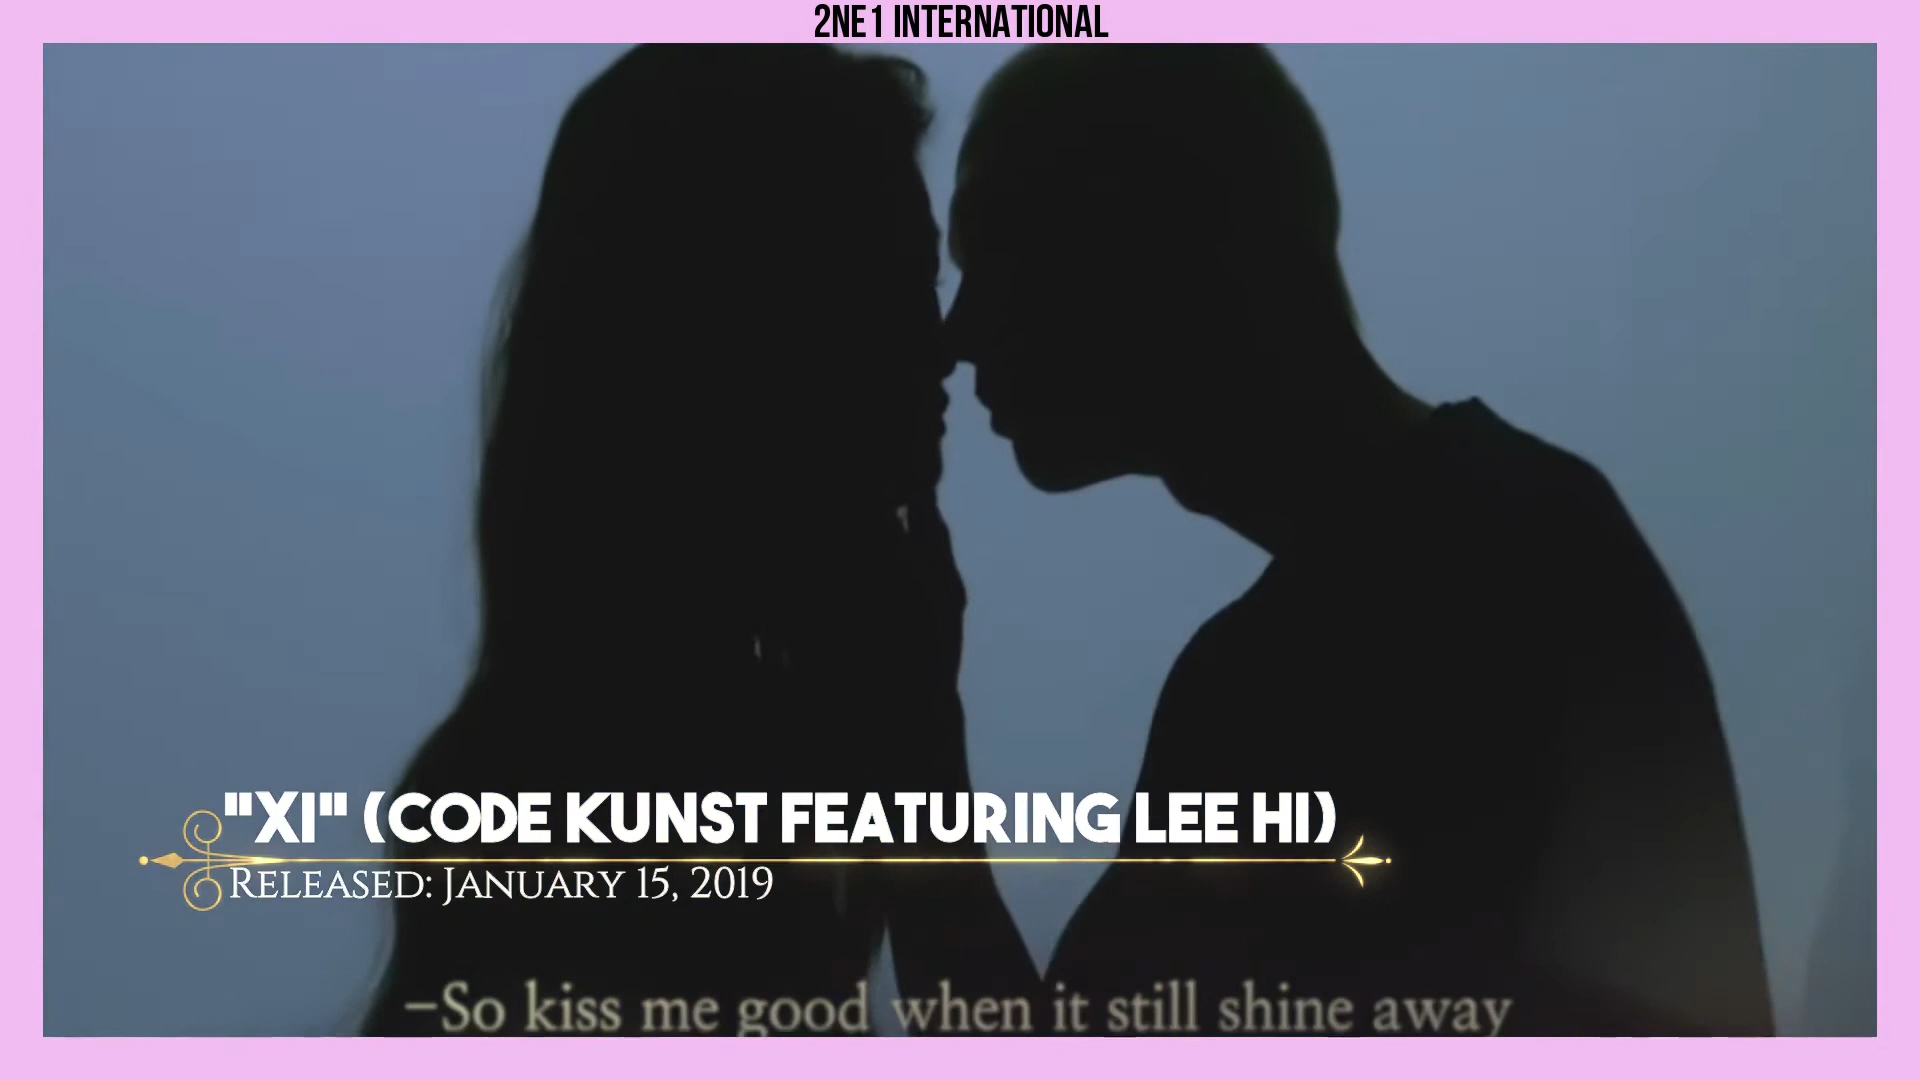 2NE1 INTERNATIONAL
"XI" (CODE KUNST FEATURING LEE HI)
RELEASED: JANUARY 15, 2019
–So kiss me good when it still shine away